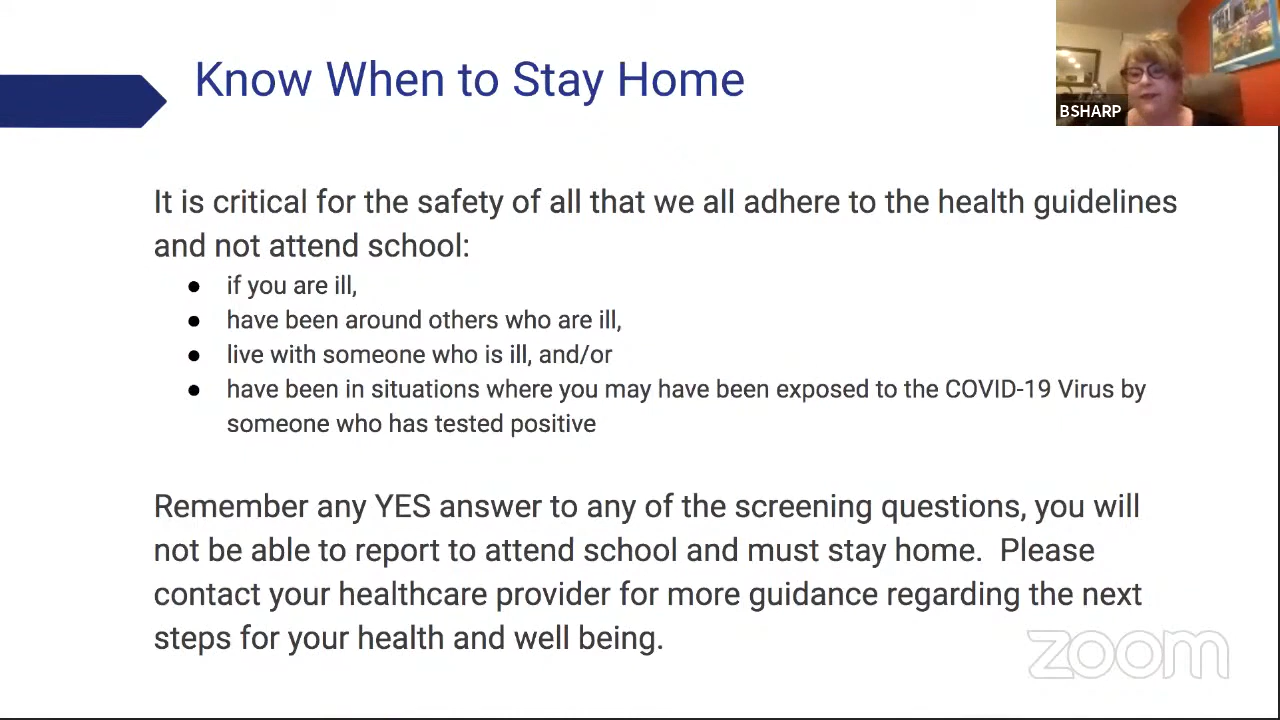 Know When to Stay Home
BSHARP
It is critical for the safety of all that we all adhere to the health guidelines
and not attend school:
● if you are ill,
● have been around others who are ill,
● live with someone who is ill, and/or
● have been in situations where you may have been exposed to the COVID-19 Virus by
someone who has tested positive
Remember any YES answer to any of the screening questions, you will
not be able to report to attend school and must stay home.  Please
contact your healthcare provider for more guidance regarding the next
steps for your health and well being.
zoom